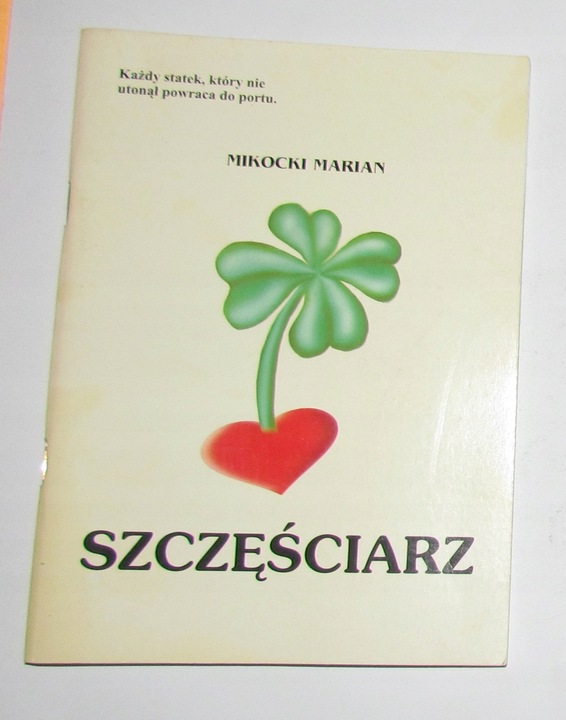 Każdy statek, który nie
utonął powraca do portu.
MIKOCKI MARIAN
SZCZĘŚCIARZ